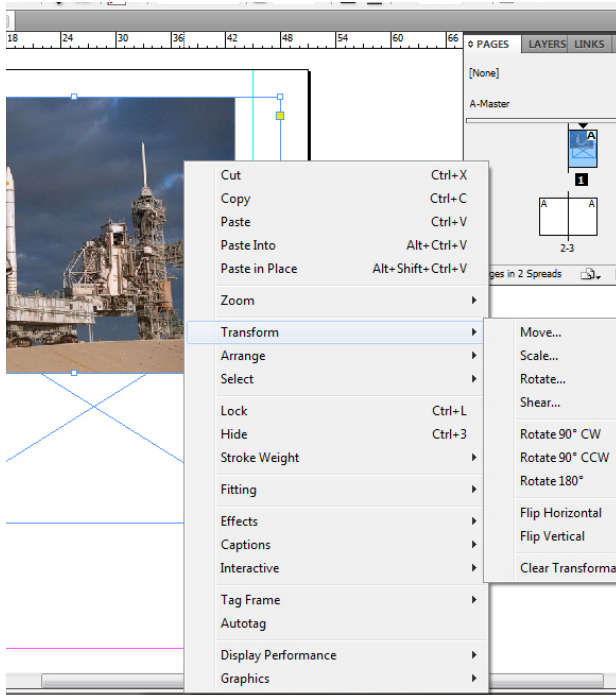 18 24 30 36 42 48 54 60 66
PAGES LAYERS LINKS
[None]
A-Master
A
1
A A
2-3
ges in 2 Spreads
Cut Ctrl+X
Copy Ctrl+C
Paste Ctrl+V
Paste Into Alt+Ctrl+V
Paste in Place Alt+Shift+Ctrl+V
Zoom
Transform
Arrange
Select
Lock Ctrl+L
Hide Ctrl+3
Stroke Weight
Fitting
Effects
Captions
Interactive
Tag Frame
Autotag
Display Performance
Graphics
Move...
Scale...
Rotate...
Shear...
Rotate 90° CW
Rotate 90° CCW
Rotate 180°
Flip Horizontal
Flip Vertical
Clear Transforma